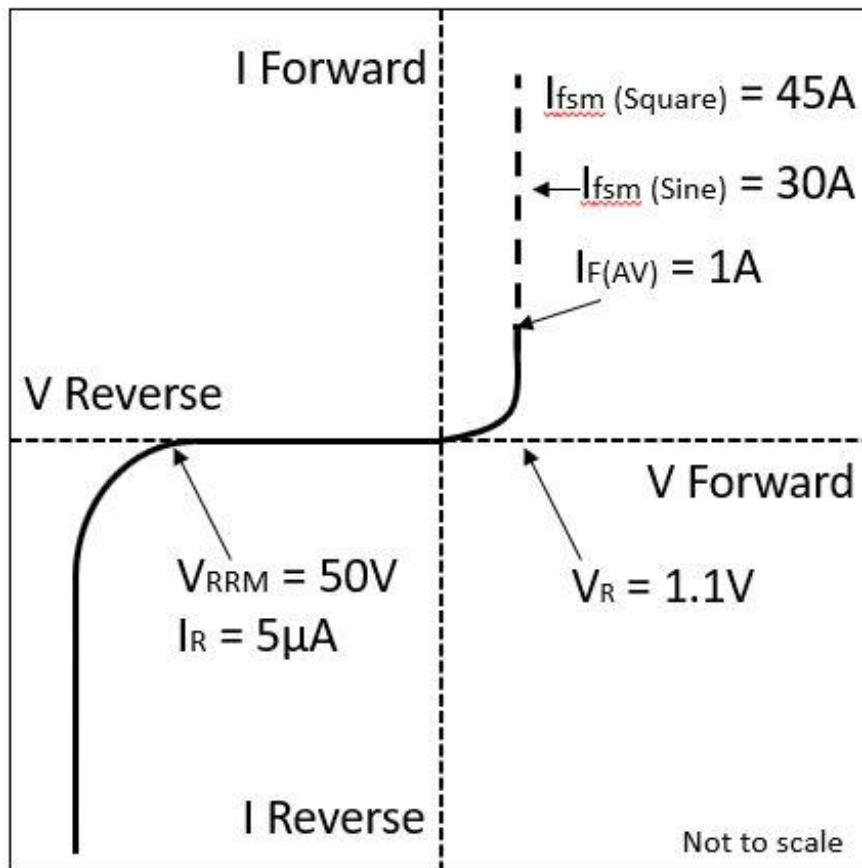 I Forward
Ifsm (Square) = 45A
Ifsm (Sine) = 30A
IF(AV) = 1A
V Reverse
V Forward
VRRM = 50V
IR = 5µA
VR = 1.1V
I Reverse
Not to scale